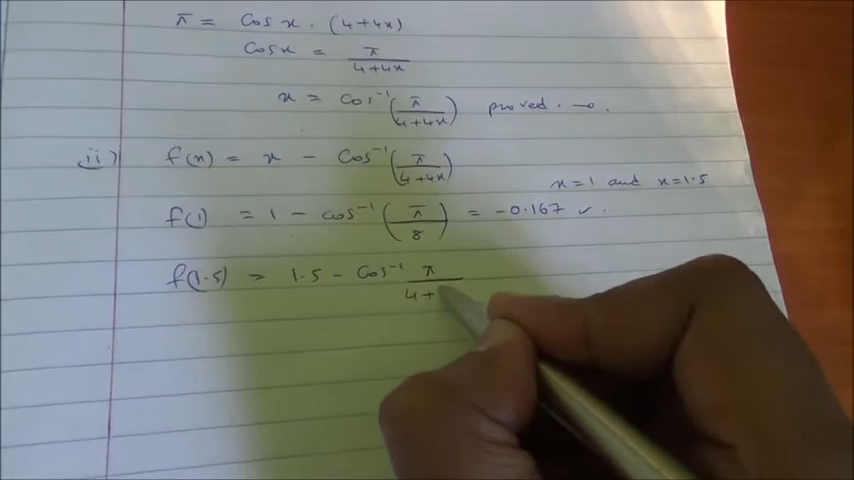 π = Cos x . (4+4x)
Cos x = π/(4+4x)
x = Cos⁻¹(π/(4+4x)) proved. →.
ii) f(x) = x - Cos⁻¹(π/(4+4x))
x=1 and x=1.5
f(1) = 1 - cos⁻¹(π/8) = -0.167 ✓.
f(1.5) = 1.5 - Cos⁻¹ π/(4+